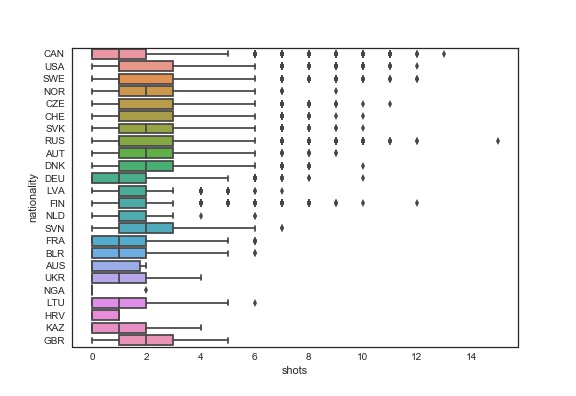 CAN
USA
SWE
NOR
CZE
CHE
SVK
RUS
AUT
DNK
DEU
LVA
FIN
NLD
SVN
FRA
BLR
AUS
UKR
NGA
LTU
HRV
KAZ
GBR
nationality
0 2 4 6 8 10 12 14
shots